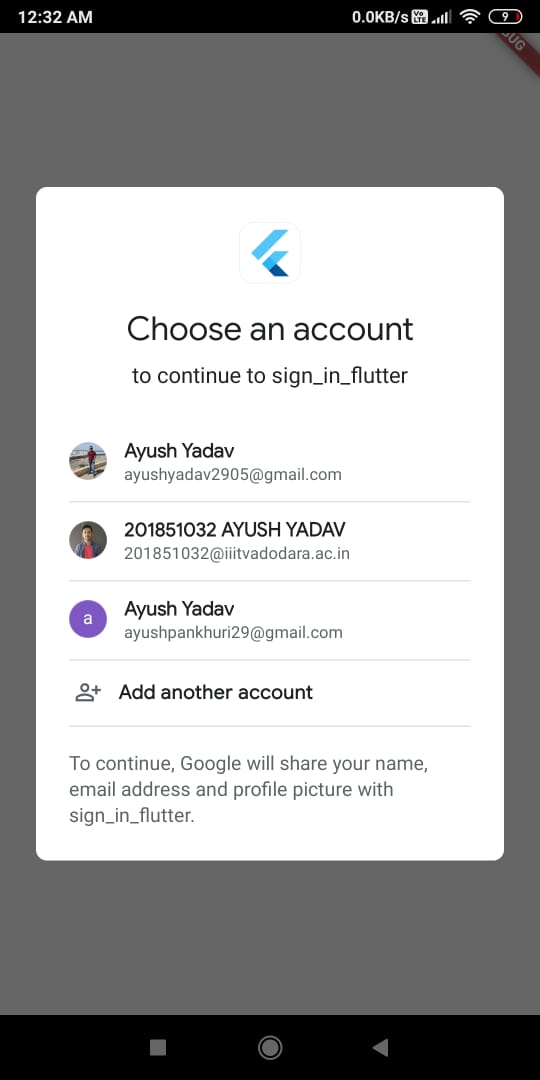 12:32 AM
0.0KB/s
Vo
LTE
9
Choose an account
to continue to sign_in_flutter
Ayush Yadav
ayushyadav2905@gmail.com
201851032 AYUSH YADAV
201851032@iiitvadodara.ac.in
a
Ayush Yadav
ayushpankhuri29@gmail.com
Add another account
To continue, Google will share your name,
email address and profile picture with
sign_in_flutter.